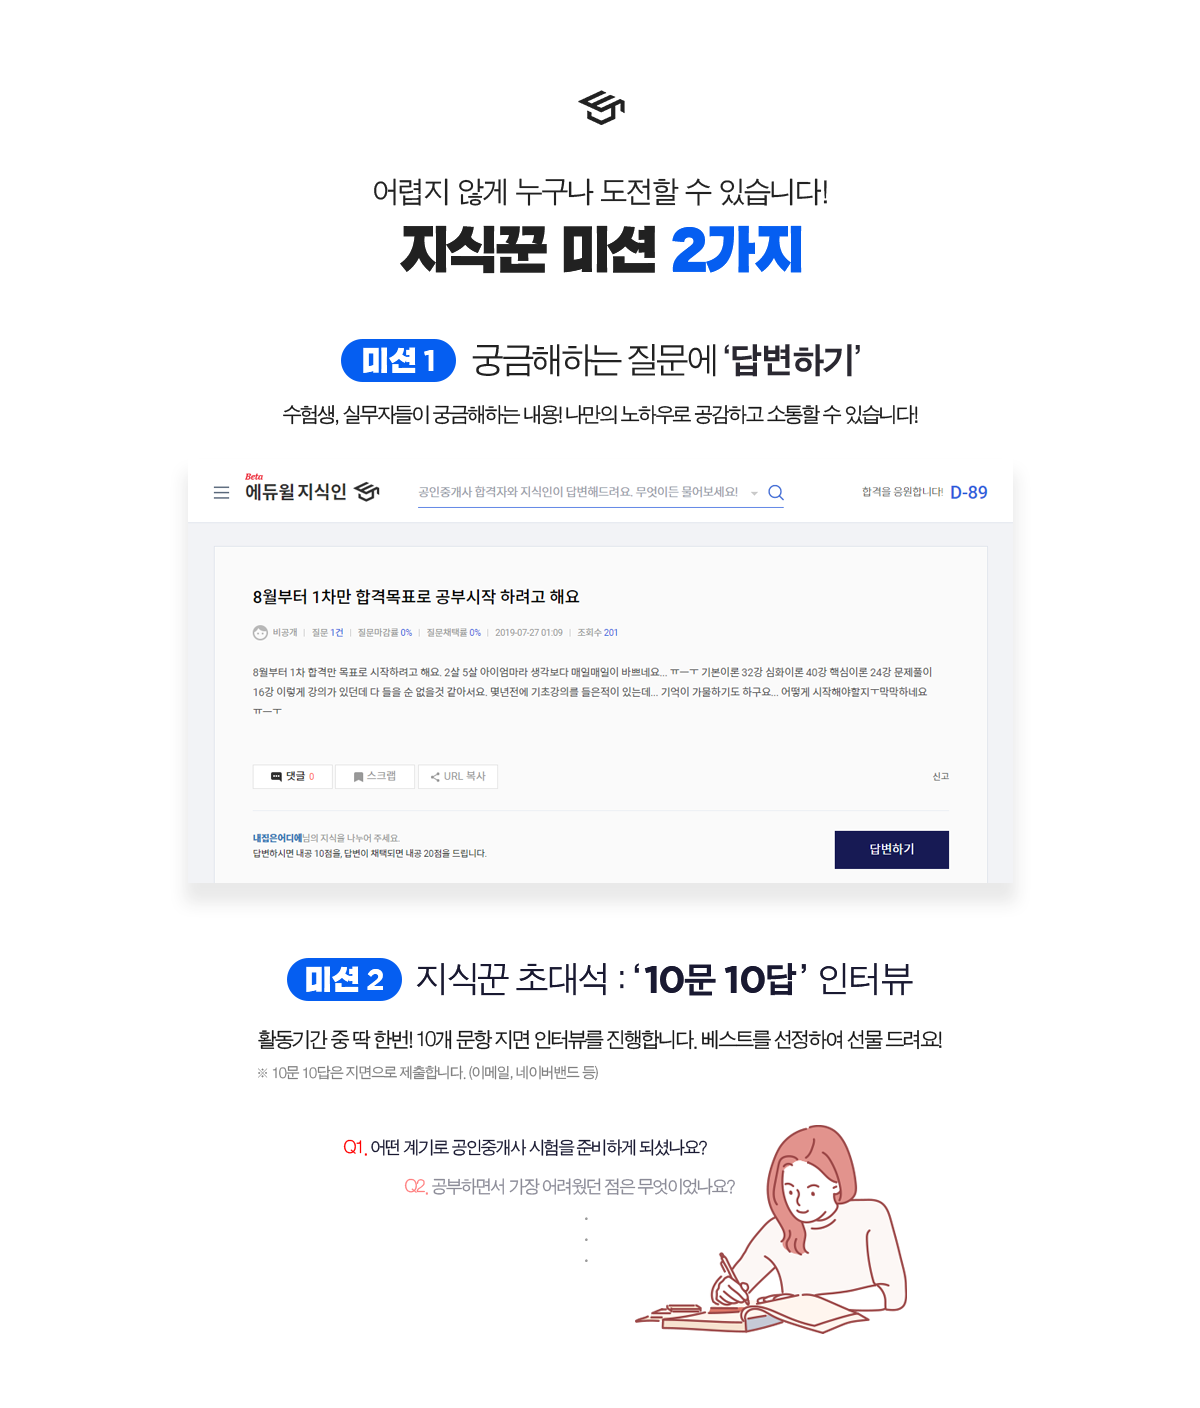 어렵지 않게 누구나 도전할 수 있습니다!
지식꾼 미션 2가지
미션 1 궁금해하는 질문에 ‘답변하기’
수험생, 실무자들이 궁금해하는 내용! 나만의 노하우로 공감하고 소통할 수 있습니다!
Beta
에듀윌 지식인 공인중개사 합격자와 지식인이 답변해드려요. 무엇이든 물어보세요! 합격을 응원합니다! D-89
8월부터 1차만 합격목표로 공부시작 하려고 해요
비공개 | 질문 1건 | 질문마감률 0% | 질문채택률 0% | 2019-07-27 01:09 | 조회수 201
8월부터 1차 합격만 목표로 시작하려고 해요. 2살 5살 아이엄마라 생각보다 매일매일이 바쁘네요... ㅠㅡㅜ 기본이론 32강 심화이론 40강 핵심이론 24강 문제풀이
16강 이렇게 강의가 있던데 다 들을 순 없을것 같아서요. 몇년전에 기초강의를 들은적이 있는데... 기억이 가물하기도 하구요... 어떻게 시작해야할지ㅜ막막하네요
ㅠㅡㅜ
댓글 0 스크랩 URL 복사 신고
내집은어디에님의 지식을 나누어 주세요.
답변하시면 내공 10점을, 답변이 채택되면 내공 20점을 드립니다.
답변하기
미션 2 지식꾼 초대석 : ‘10문 10답’ 인터뷰
활동기간 중 딱 한번! 10개 문항 지면 인터뷰를 진행합니다. 베스트를 선정하여 선물 드려요!
※ 10문 10답은 지면으로 제출합니다. (이메일, 네이버밴드 등)
Q1. 어떤 계기로 공인중개사 시험을 준비하게 되셨나요?
Q2. 공부하면서 가장 어려웠던 점은 무엇이었나요?